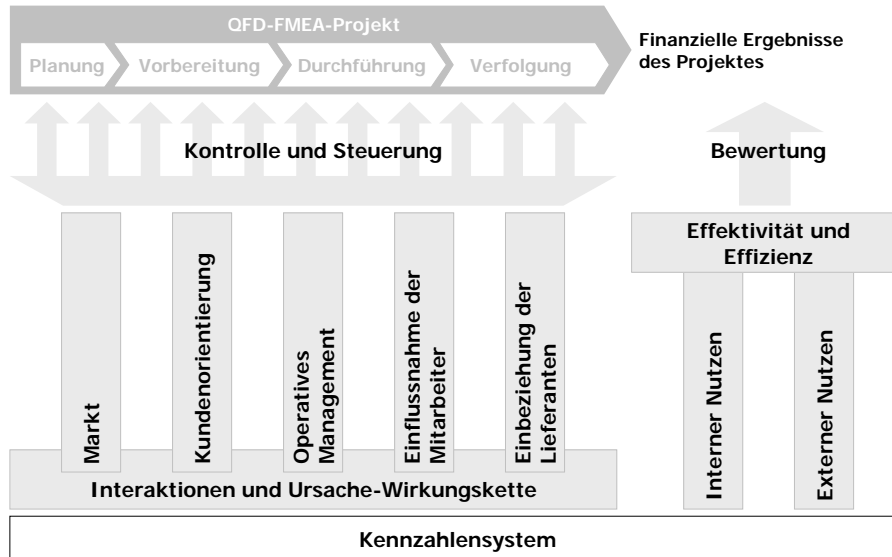 QFD-FMEA-Projekt
Planung
Vorbereitung
Durchführung
Verfolgung
Finanzielle Ergebnisse
des Projektes
Kontrolle und Steuerung
Bewertung
Markt
Kundenorientierung
Operatives
Management
Einflussnahme der
Mitarbeiter
Einbeziehung der
Lieferanten
Effektivität und
Effizienz
Interner Nutzen
Externer Nutzen
Interaktionen und Ursache-Wirkungskette
Kennzahlensystem